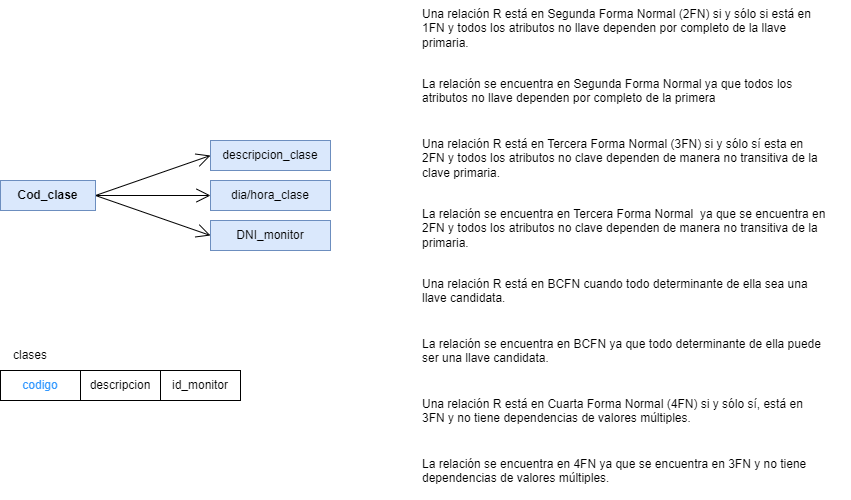 Una relación R está en Segunda Forma Normal (2FN) si y sólo si está en
1FN y todos los atributos no llave dependen por completo de la llave
primaria.
La relación se encuentra en Segunda Forma Normal ya que todos los
atributos no llave dependen por completo de la primera
Una relación R está en Tercera Forma Normal (3FN) si y sólo sí esta en
2FN y todos los atributos no clave dependen de manera no transitiva de la
clave primaria.
La relación se encuentra en Tercera Forma Normal ya que se encuentra en
2FN y todos los atributos no clave dependen de manera no transitiva de la
primaria.
Una relación R está en BCFN cuando todo determinante de ella sea una
llave candidata.
La relación se encuentra en BCFN ya que todo determinante de ella puede
ser una llave candidata.
Una relación R está en Cuarta Forma Normal (4FN) si y sólo sí, está en
3FN y no tiene dependencias de valores múltiples.
La relación se encuentra en 4FN ya que se encuentra en 3FN y no tiene
dependencias de valores múltiples.
Cod_clase
descripcion_clase
dia/hora_clase
DNI_monitor
clases
codigo descripcion id_monitor